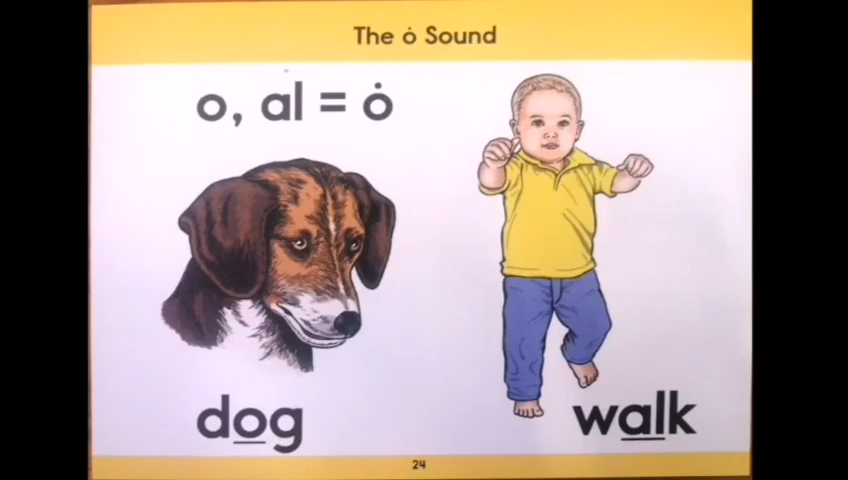 The ȯ Sound
o, al = ȯ
dog
walk
24